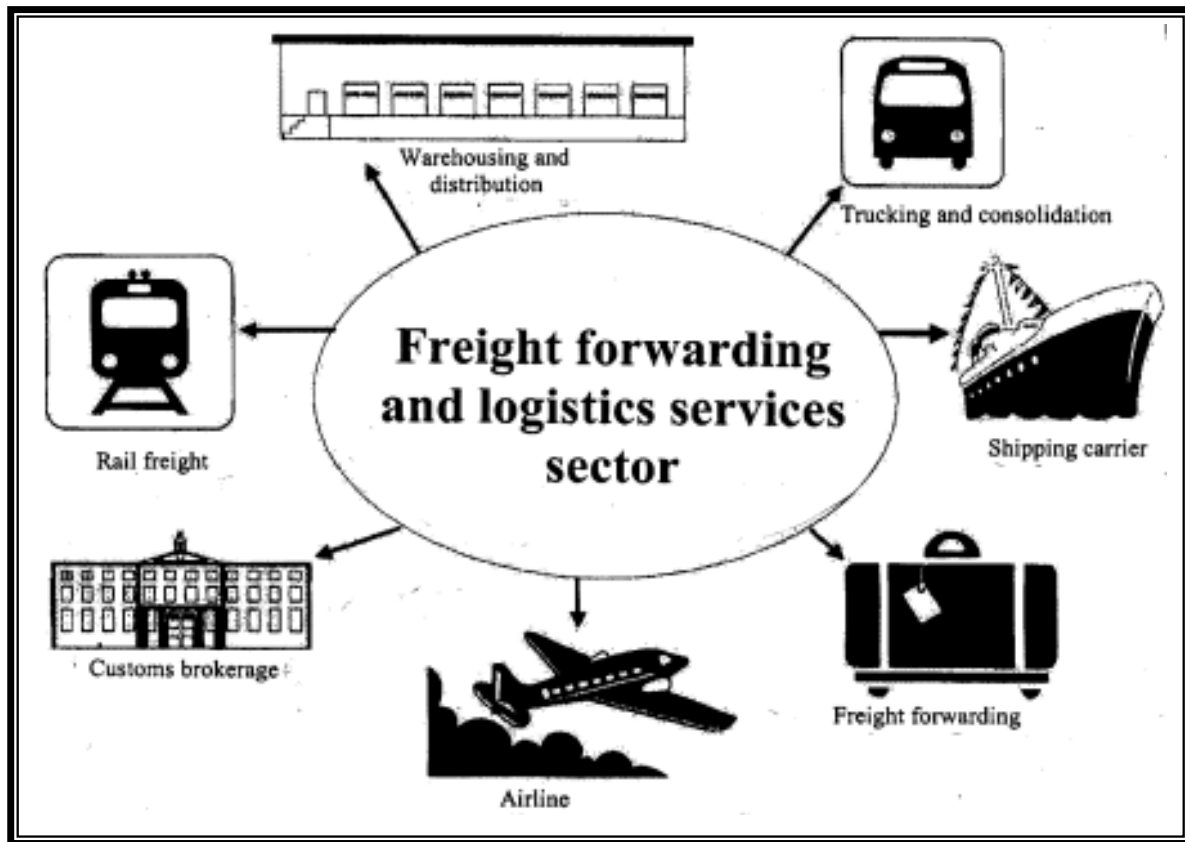 Warehousing and
distribution
Trucking and consolidation
Freight forwarding
and logistics services
sector
Rail freight
Shipping carrier
Customs brokerage
Freight forwarding
Airline